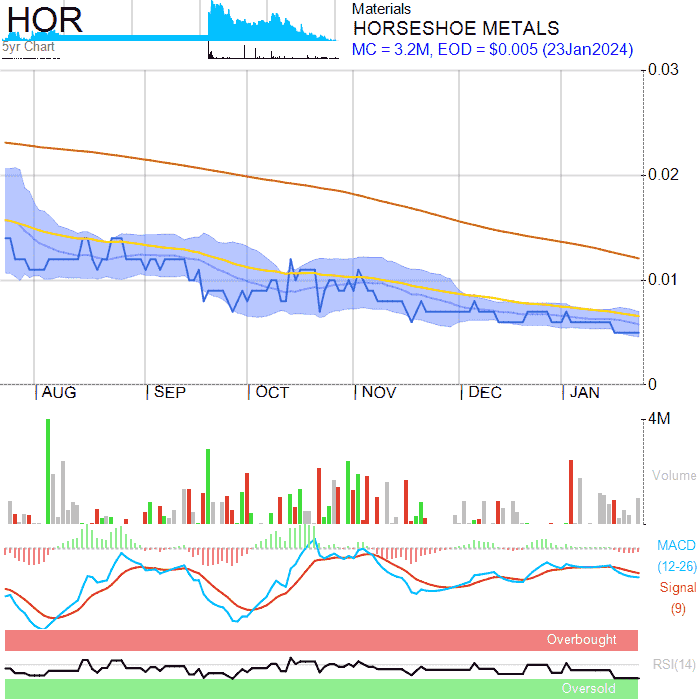 HOR
5yr Chart
Materials
HORSESHOE METALS
MC = 3.2M, EOD = $0.005 (23Jan2024)
0.03
0.02
0.01
0
AUG SEP OCT NOV DEC JAN
4M
Volume
MACD
(12-26)
Signal
(9)
Overbought
RSI(14)
Oversold